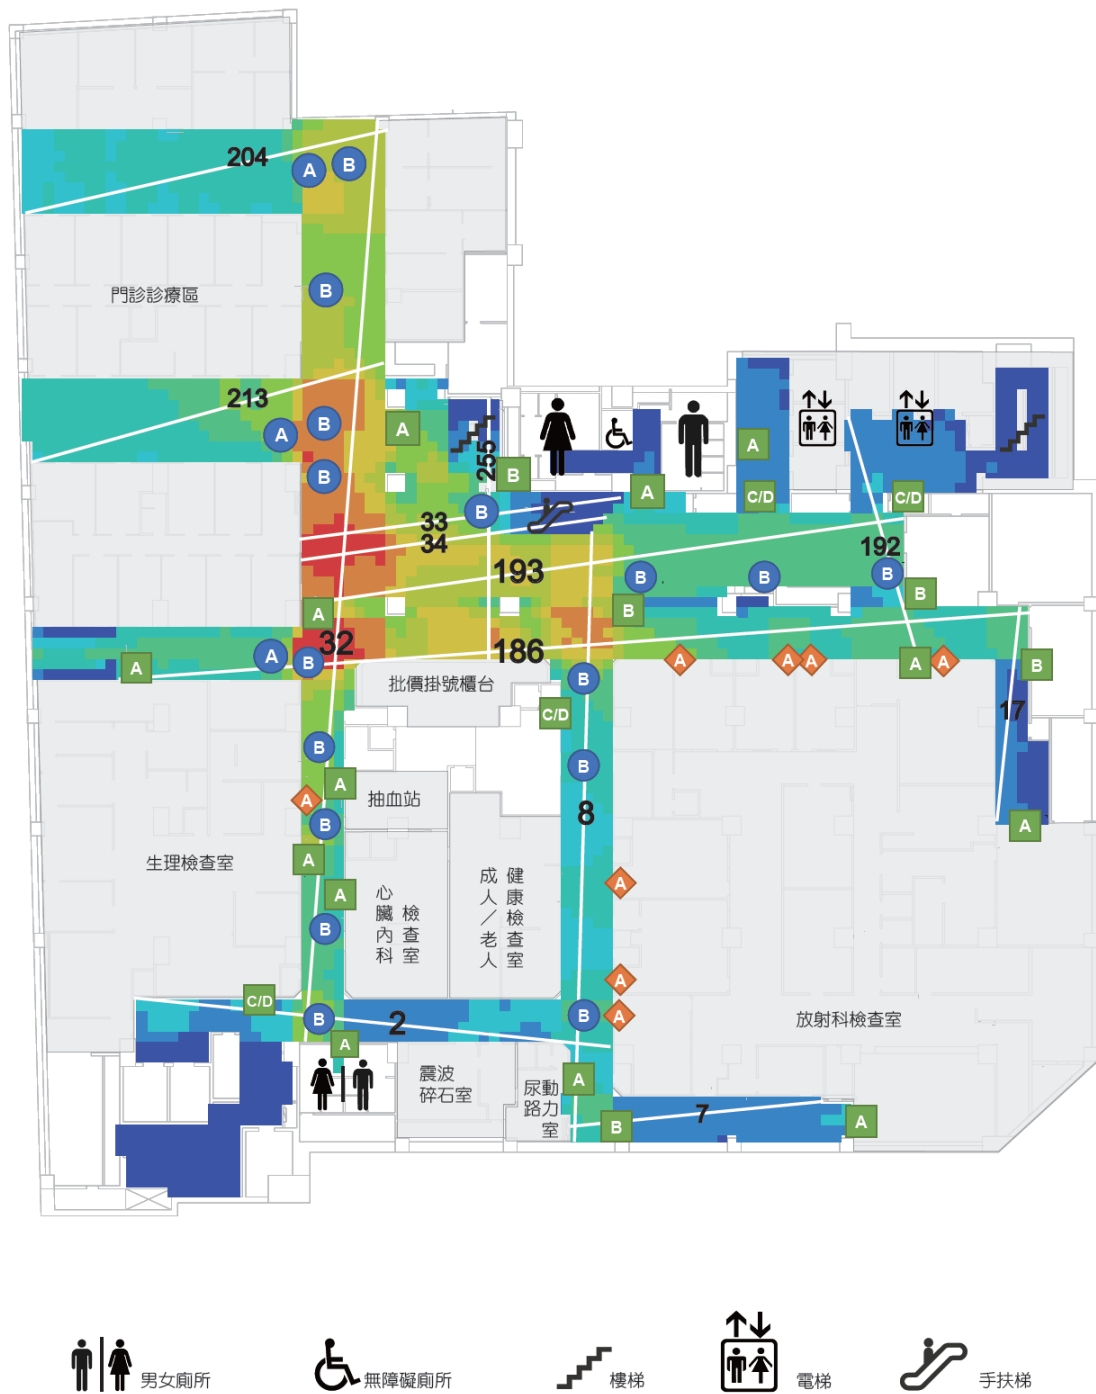 204
A
B
B
門診診療區
213
A
B
B
A
255
B
B
A
A
C/D
C/D
33
34
193
192
B
B
B
B
B
A
32
186
A
A
B
A
A
A
A
A
B
批價掛號櫃台
B
C/D
17
B
B
A
抽血站
A
B
8
A
A
生理檢查室
A
A
B
心臟內科
檢查室
成人／老人
健康檢查室
A
A
C/D
B
2
B
放射科檢查室
A
震波
碎石室
尿動
路力
室
A
7
B
A
男女廁所
無障礙廁所
樓梯
電梯
手扶梯